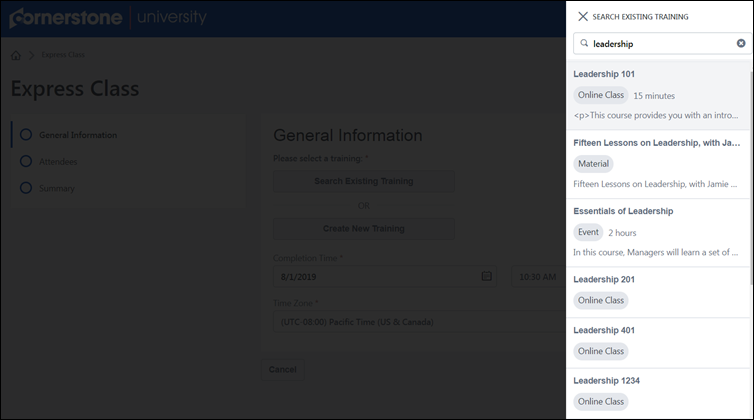 cornerstone university
Express Class
Express Class
General Information
Attendees
Summary
General Information
Please select a training: *
Search Existing Training
OR
Create New Training
Completion Time *
8/1/2019
10:30 AM
Time Zone *
(UTC-08:00) Pacific Time (US & Canada)
Cancel
SEARCH EXISTING TRAINING
leadership
Leadership 101
Online Class 15 minutes
<p>This course provides you with an intro...
Fifteen Lessons on Leadership, with Ja...
Material
Fifteen Lessons on Leadership, with Jamie ...
Essentials of Leadership
Event 2 hours
In this course, Managers will learn a set of ...
Leadership 201
Online Class
Leadership 401
Online Class
Leadership 1234
Online Class